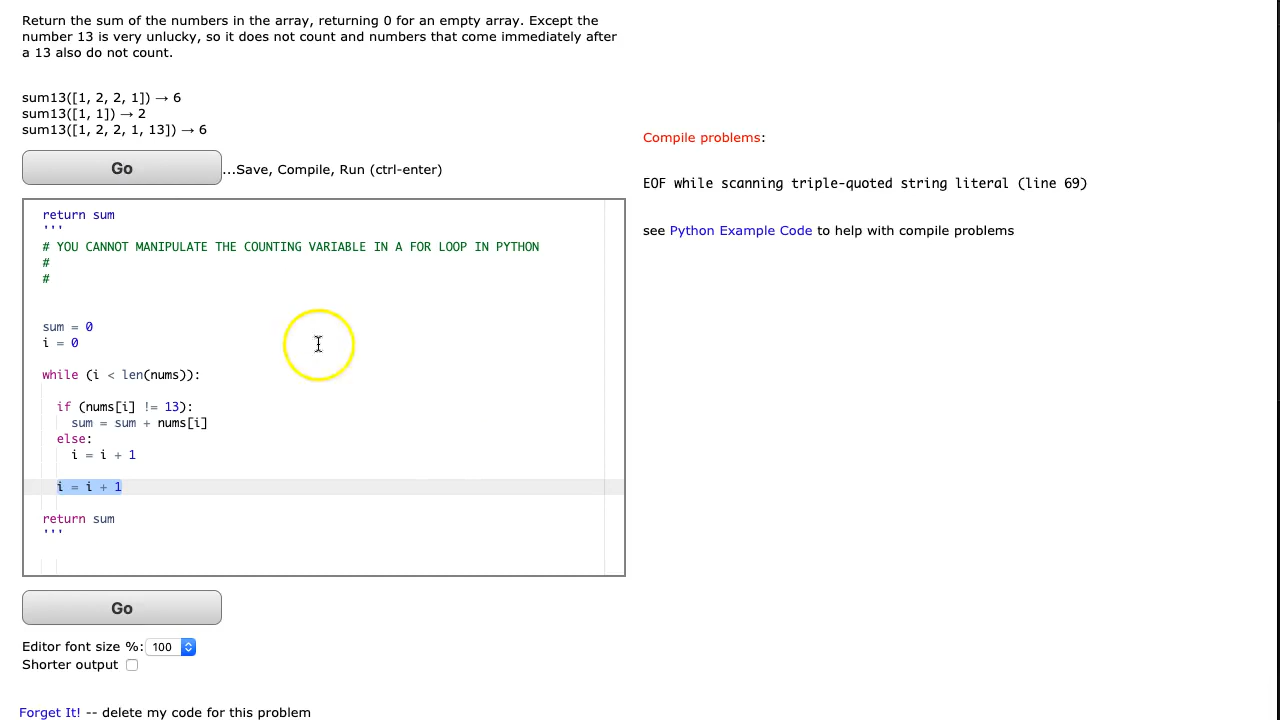 Return the sum of the numbers in the array, returning 0 for an empty array. Except the
number 13 is very unlucky, so it does not count and numbers that come immediately after
a 13 also do not count.
sum13([1, 2, 2, 1]) → 6
sum13([1, 1]) → 2
sum13([1, 2, 2, 1, 13]) → 6
Go
...Save, Compile, Run (ctrl-enter)
return sum
'''
# YOU CANNOT MANIPULATE THE COUNTING VARIABLE IN A FOR LOOP IN PYTHON
#
#
sum = 0
i = 0
while (i < len(nums)):
if (nums[i] != 13):
sum = sum + nums[i]
else:
i = i + 1
i = i + 1
return sum
'''
Go
Editor font size %: 100
Shorter output
Forget It! -- delete my code for this problem
Compile problems:
EOF while scanning triple-quoted string literal (line 69)
see Python Example Code to help with compile problems